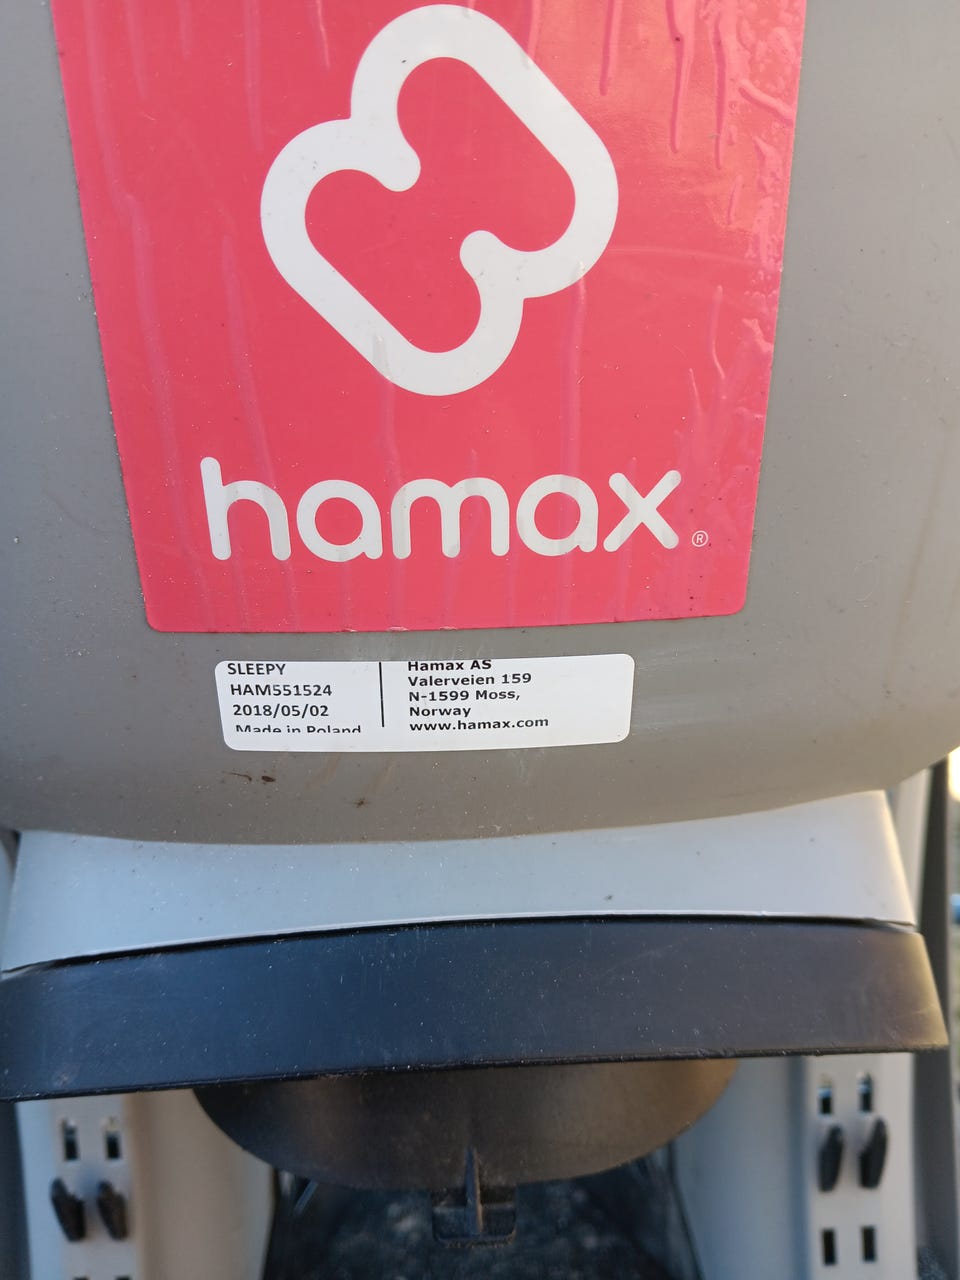 hamax®
SLEEPY
HAM551524
2018/05/02
Made in Poland
Hamax AS
Valerveien 159
N-1599 Moss,
Norway
www.hamax.com